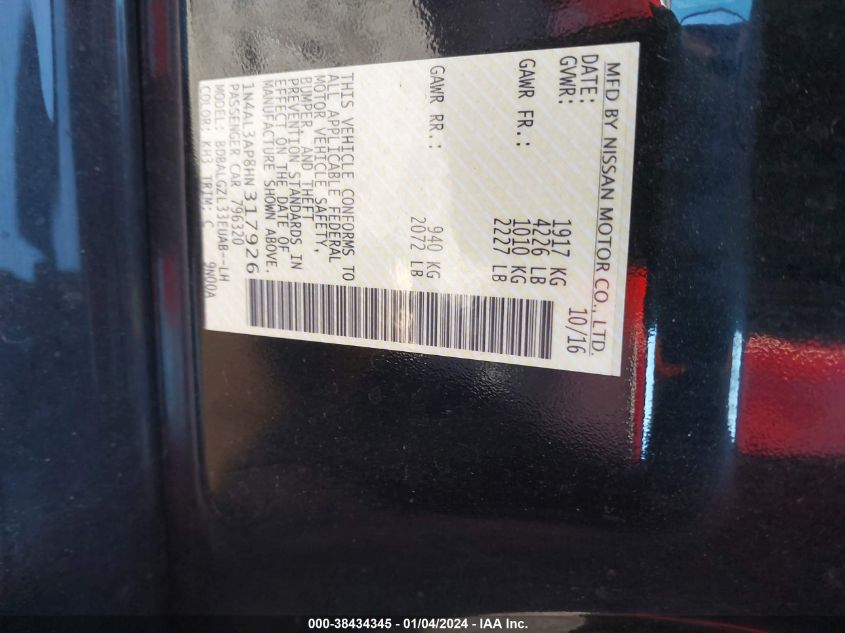 MFD BY NISSAN MOTOR CO., LTD.
DATE: 10/16
GVWR: 1917 KG
4226 LB
GAWR FR.: 1010 KG
2227 LB
GAWR RR.: 940 KG
2072 LB
THIS VEHICLE CONFORMS TO
ALL APPLICABLE FEDERAL
MOTOR VEHICLE SAFETY,
BUMPER, AND THEFT
PREVENTION STANDARDS IN
EFFECT ON THE DATE OF
MANUFACTURE SHOWN ABOVE.
1N4AL3AP8HN317926
PASSENGER CAR 796320
MODEL: BDBALGZL33EUAB--LH
COLOR: KH3 TRIM: C 9N00A
000-38434345 - 01/04/2024 - IAA Inc.